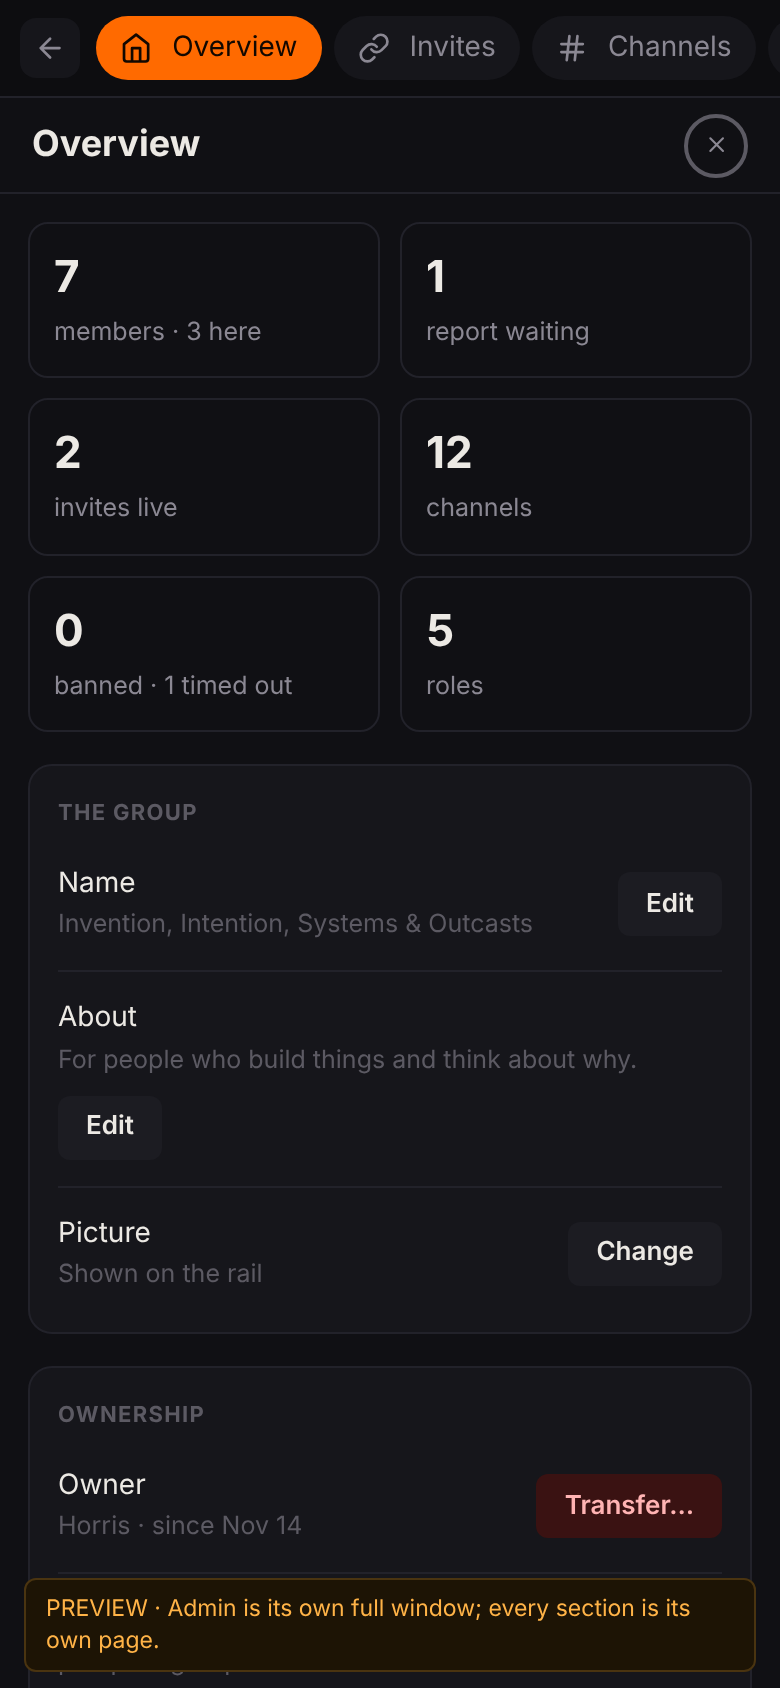 Overview
Invites
Channels
Overview
7
members · 3 here
1
report waiting
2
invites live
12
channels
0
banned · 1 timed out
5
roles
THE GROUP
Name
Invention, Intention, Systems & Outcasts
Edit
About
For people who build things and think about why.
Edit
Picture
Shown on the rail
Change
OWNERSHIP
Owner
Horris · since Nov 14
Transfer...
PREVIEW · Admin is its own full window; every section is its
own page.